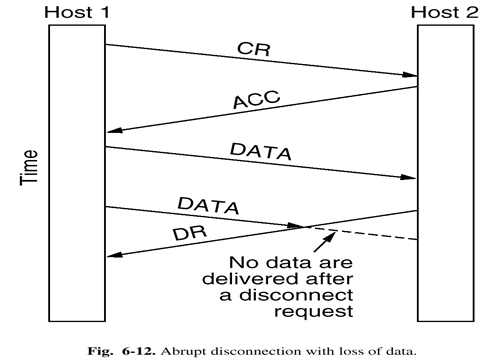 Host 1
Host 2
CR
ACC
DATA
DATA
DR
Time
No data are
delivered after
a disconnect
request
Fig. 6-12. Abrupt disconnection with loss of data.